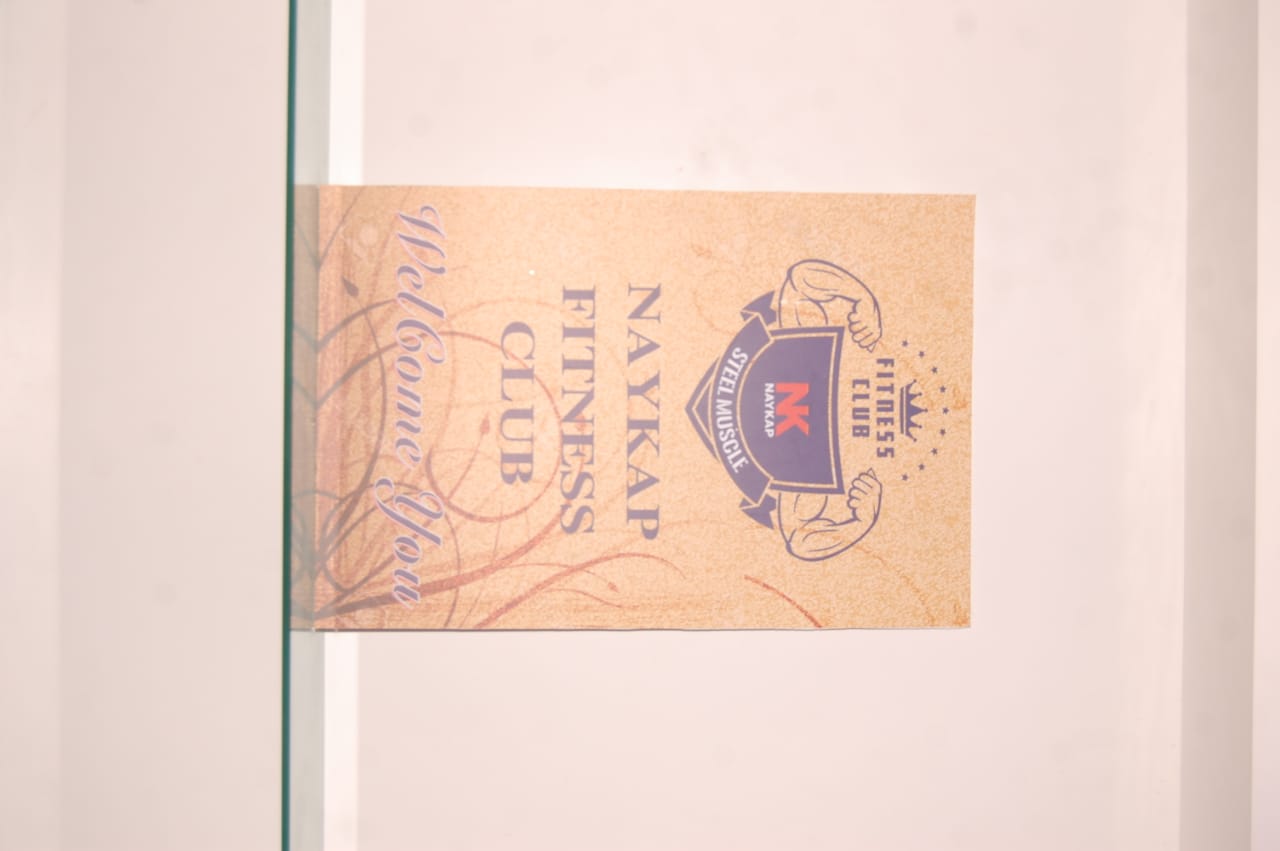 FITNESS
CLUB
NK
NAYKAP
STEEL MUSCLE
NAYKAP
FITNESS
CLUB
WelCome You